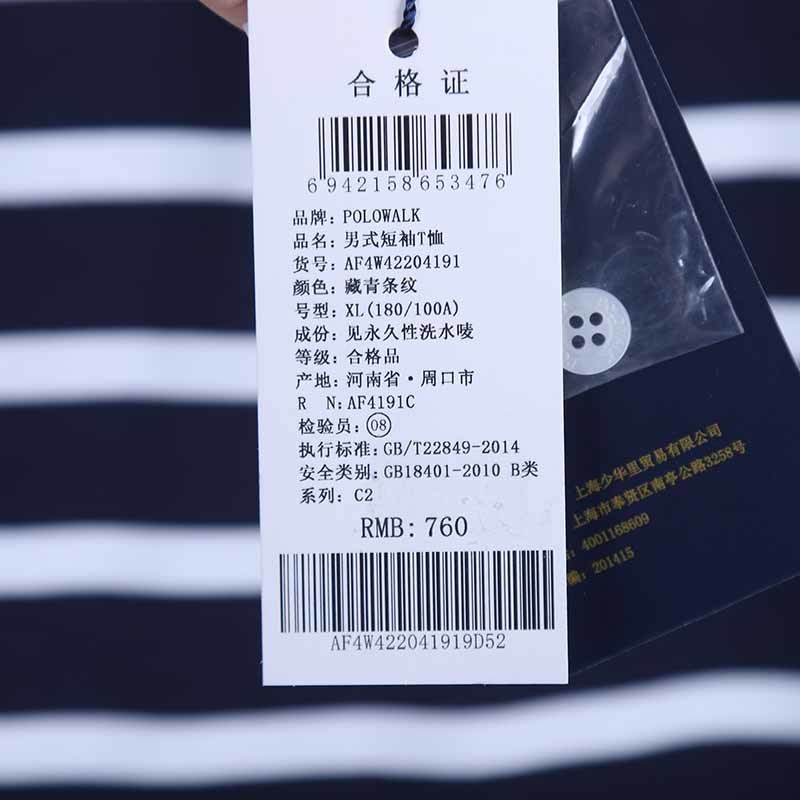 合格证
6942158653476
品牌: POLOWALK
品名: 男式短袖T恤
货号: AF4W42204191
颜色: 藏青条纹
号型: XL(180/100A)
成份: 见永久性洗水唛
等级: 合格品
产地: 河南省·周口市
R N: AF4191C
检验员: 08
执行标准: GB/T22849-2014
安全类别: GB18401-2010 B类
系列: C2
RMB: 760
AF4W422041919D52
上海少华里贸易有限公司
上海市奉贤区南亭公路3258号
: 4001168609
编: 201415